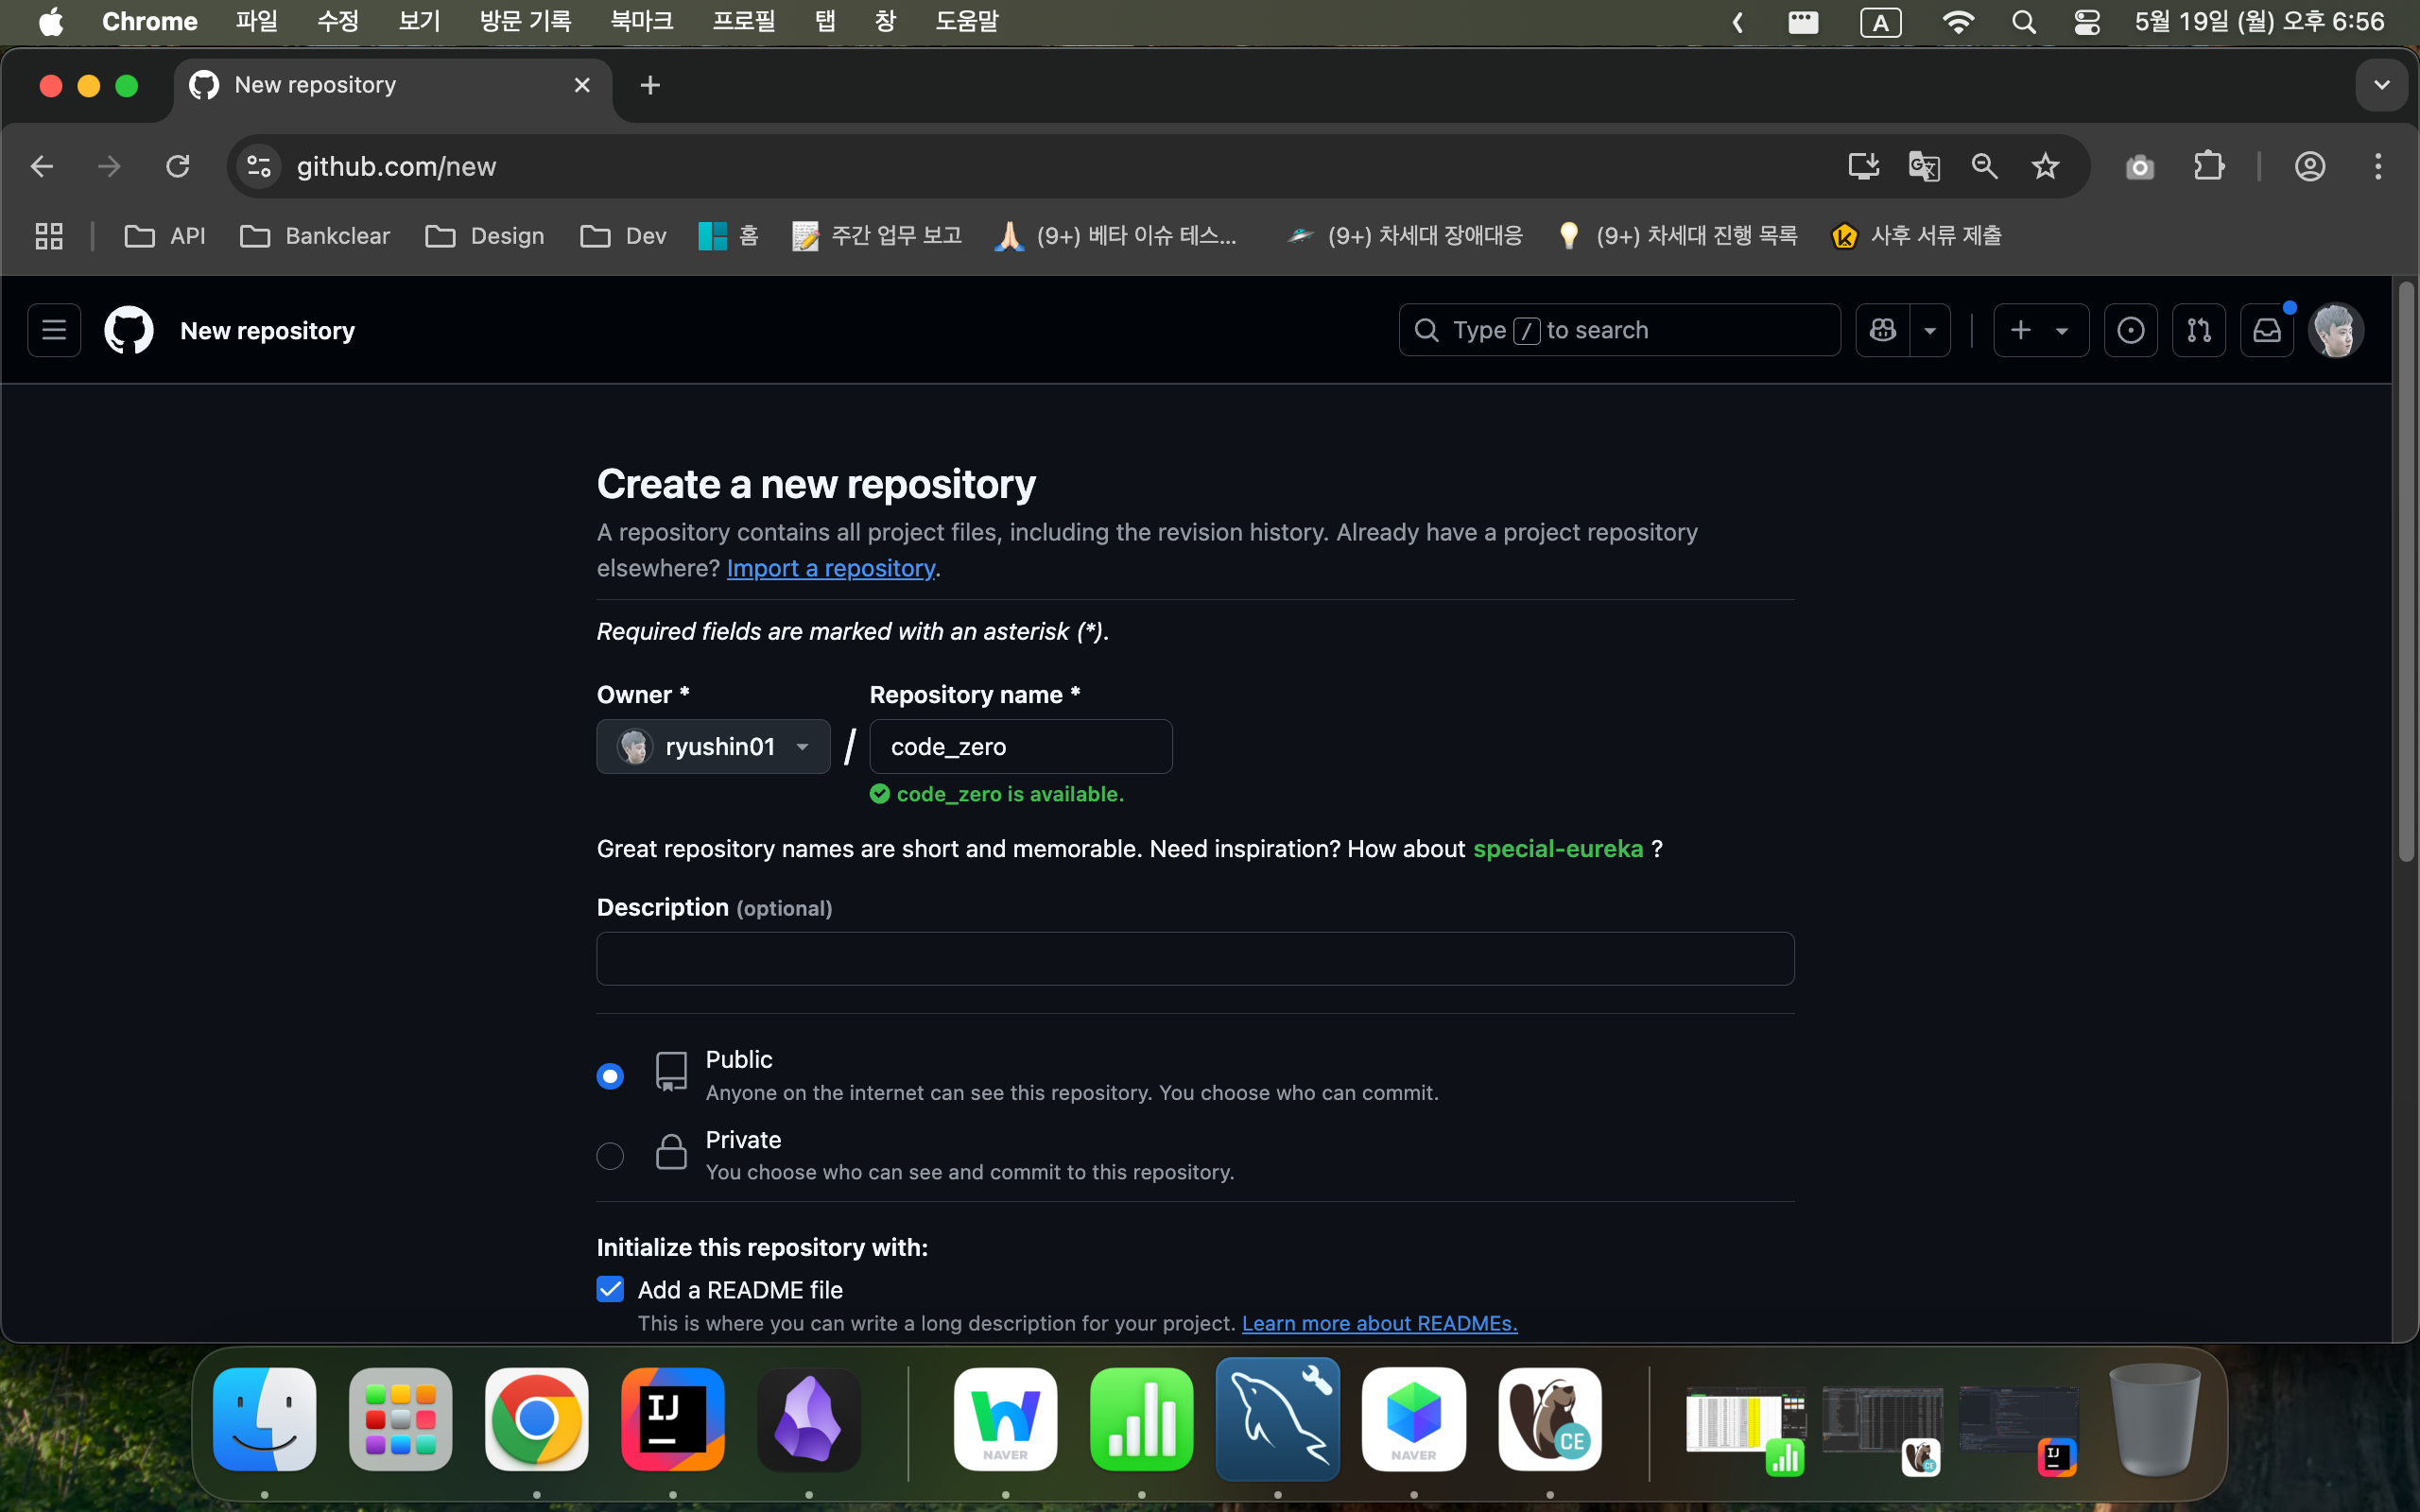 Chrome 파일 수정 보기 방문 기록 북마크 프로필 탭 창 도움말 A 5월 19일 (월) 오후 6:56
New repository
github.com/new
API Bankclear Design Dev 홈 주간 업무 보고 (9+) 베타 이슈 테스... (9+) 차세대 장애대응 (9+) 차세대 진행 목록 사후 서류 제출
New repository Type / to search
Create a new repository
A repository contains all project files, including the revision history. Already have a project repository
elsewhere? Import a repository.
Required fields are marked with an asterisk (*).
Owner * Repository name *
ryushin01 / code_zero
code_zero is available.
Great repository names are short and memorable. Need inspiration? How about special-eureka ?
Description (optional)
Public
Anyone on the internet can see this repository. You choose who can commit.
Private
You choose who can see and commit to this repository.
Initialize this repository with:
Add a README file
This is where you can write a long description for your project. Learn more about READMEs.
IJ NAVER NAVER CE